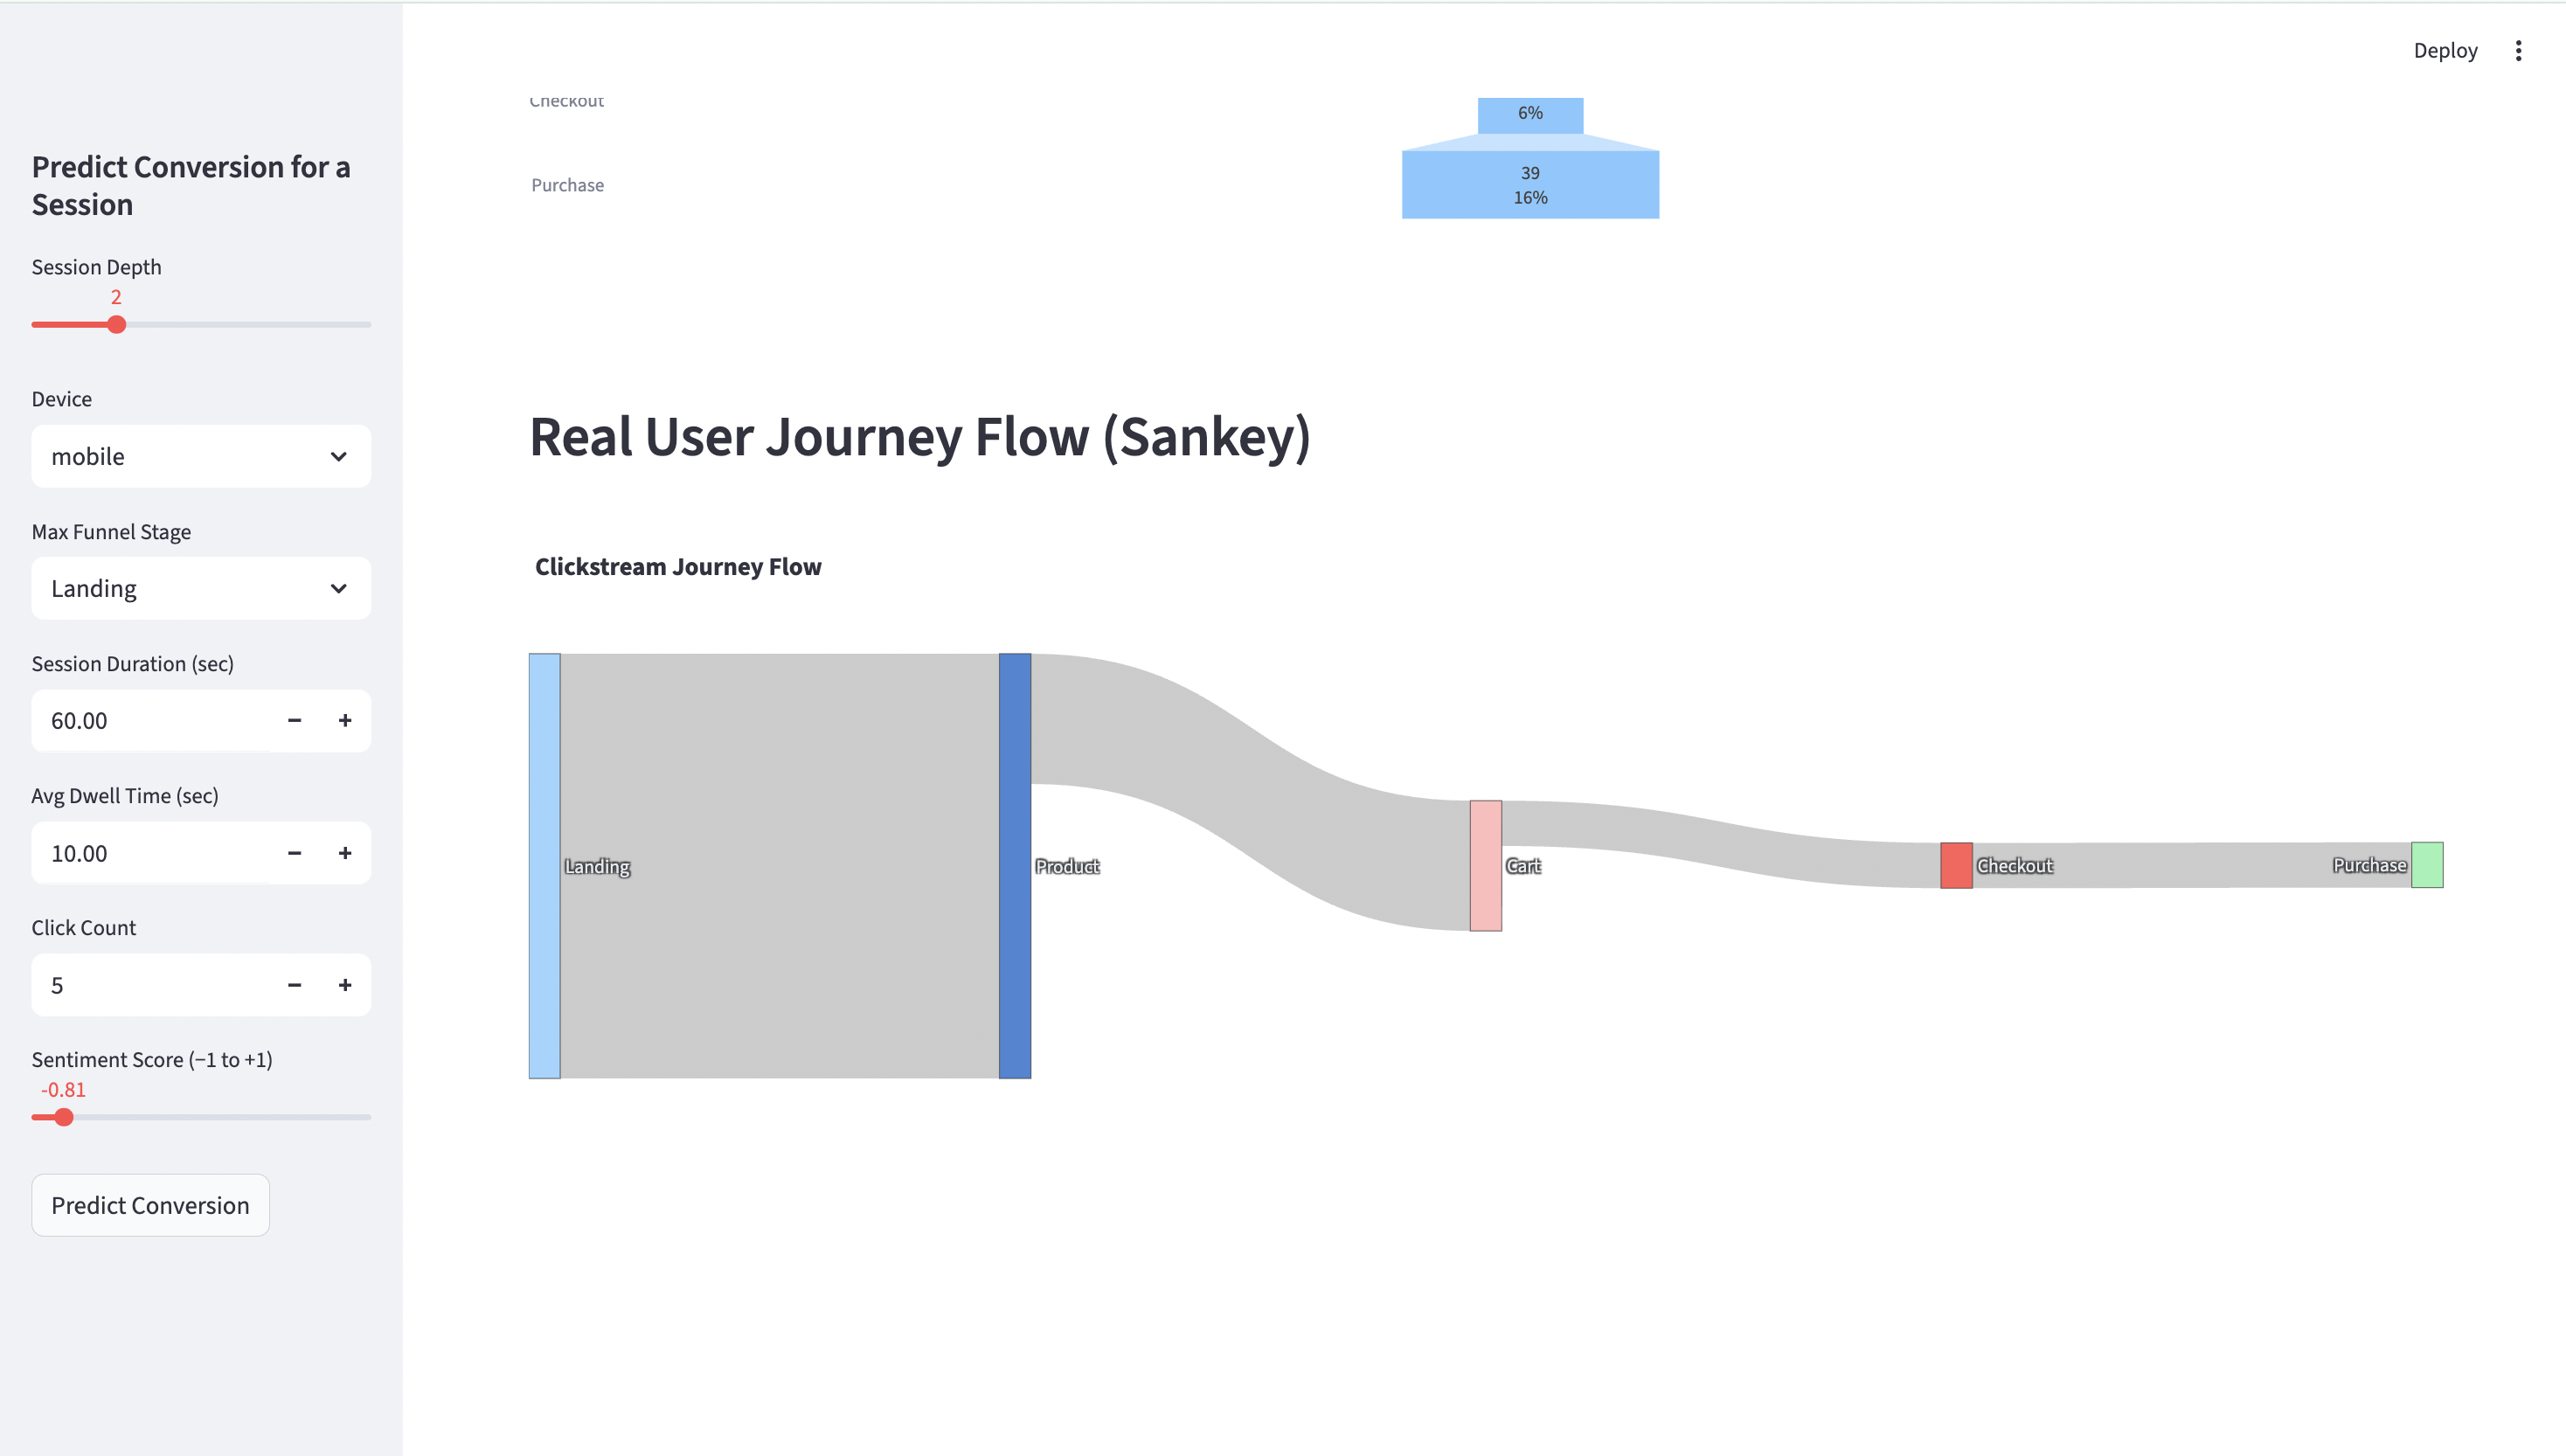 Deploy
Predict Conversion for a
Session
Session Depth
2
Device
mobile
Max Funnel Stage
Landing
Session Duration (sec)
60.00
Avg Dwell Time (sec)
10.00
Click Count
5
Sentiment Score (−1 to +1)
-0.81
Predict Conversion
Checkout
6%
Purchase
39
16%
Real User Journey Flow (Sankey)
Clickstream Journey Flow
Landing
Product
Cart
Checkout
Purchase